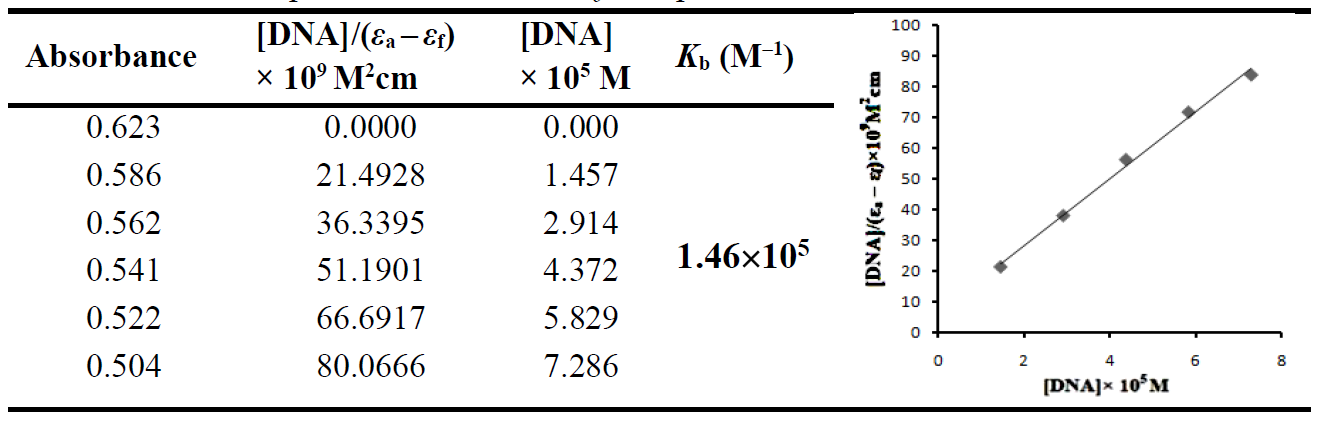 Absorbance [DNA]/(εa – εf) × 10⁹ M²cm [DNA] × 10⁵ M Kb (M⁻¹)
0.623 0.0000 0.000
0.586 21.4928 1.457
0.562 36.3395 2.914
0.541 51.1901 4.372
0.522 66.6917 5.829
0.504 80.0666 7.286
1.46×10⁵
[DNA]/(εa – εf)×10⁹M²cm
100
90
80
70
60
50
40
30
20
10
0
0 2 4 6 8
[DNA]× 10⁵M